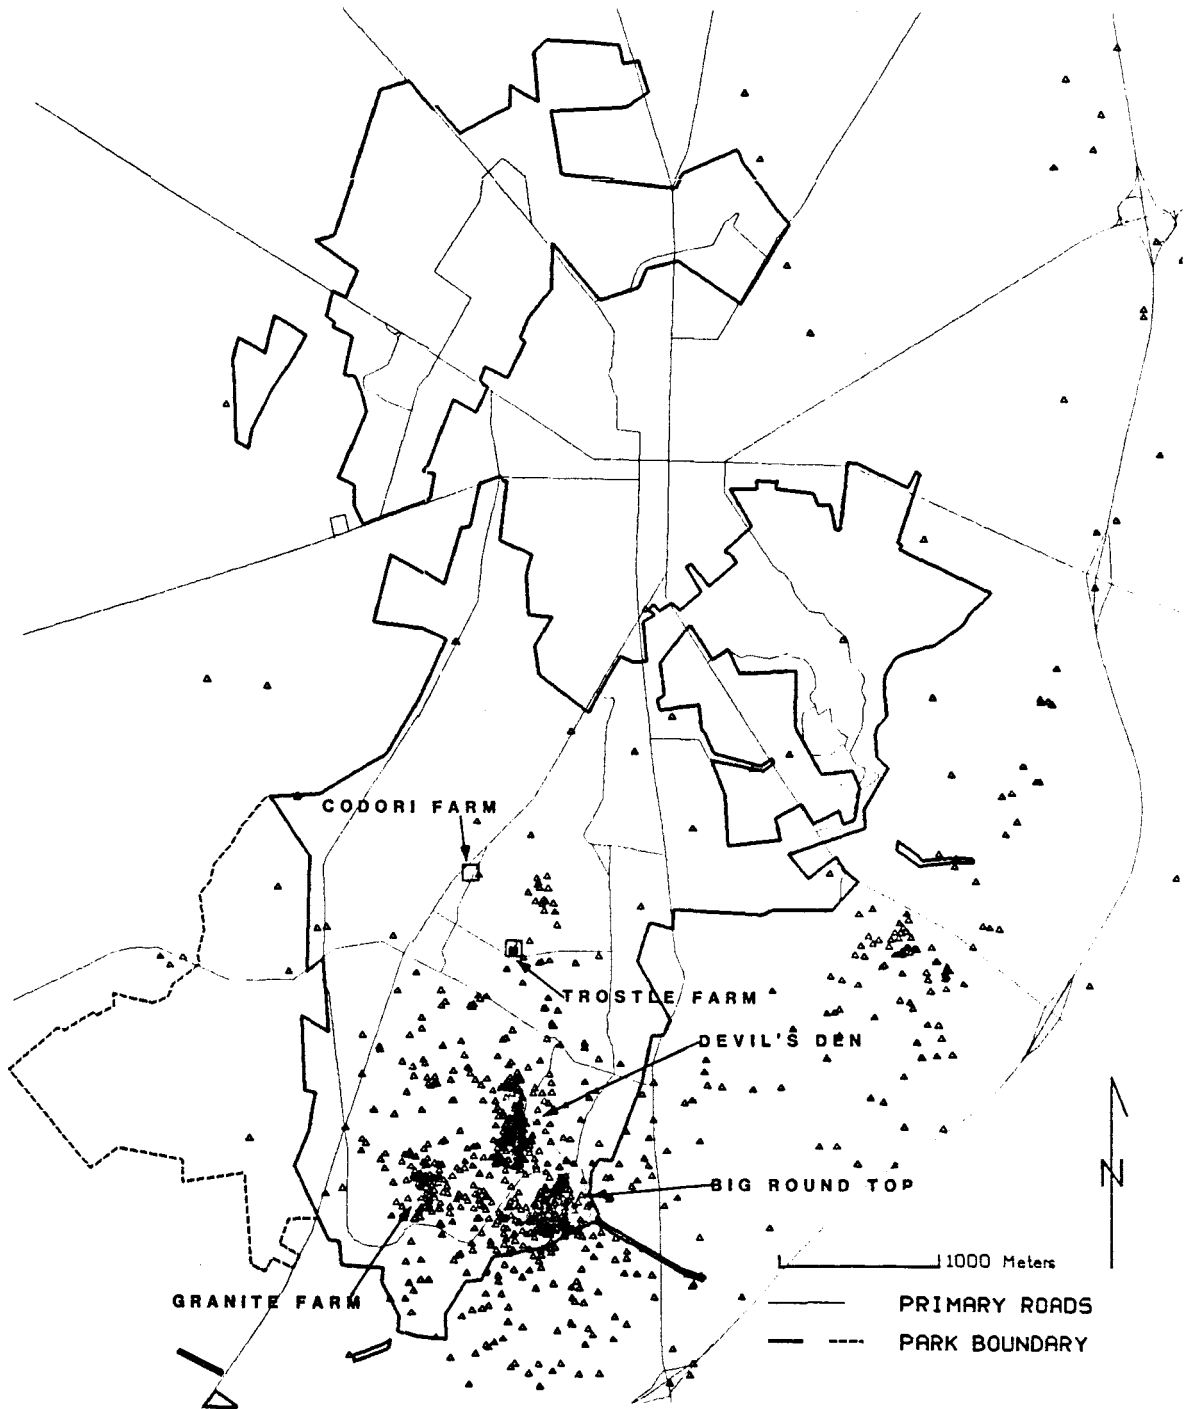 CODORI FARM
TROSTLE FARM
DEVIL'S DEN
BIG ROUND TOP
N
1000 Meters
GRANITE FARM
PRIMARY ROADS
PARK BOUNDARY